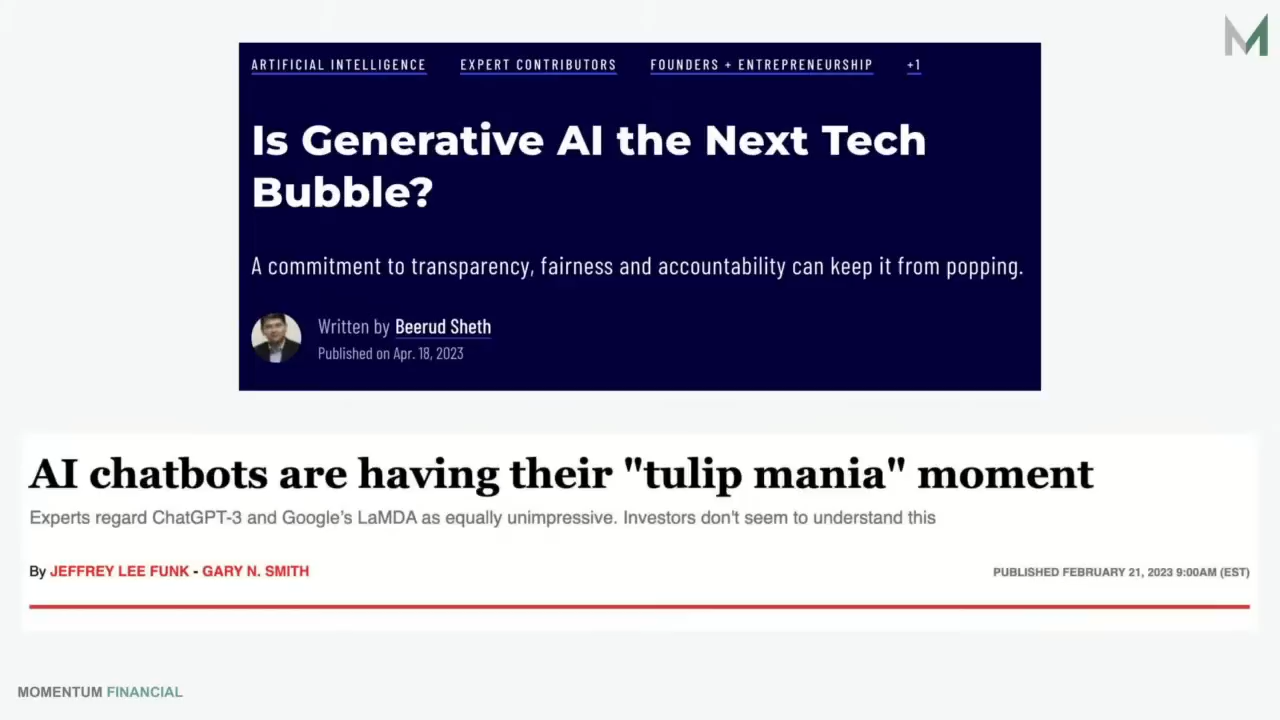 ARTIFICIAL INTELLIGENCE EXPERT CONTRIBUTORS FOUNDERS + ENTREPRENEURSHIP +1
Is Generative AI the Next Tech
Bubble?
A commitment to transparency, fairness and accountability can keep it from popping.
Written by Beerud Sheth
Published on Apr. 18, 2023
AI chatbots are having their "tulip mania" moment
Experts regard ChatGPT-3 and Google’s LaMDA as equally unimpressive. Investors don't seem to understand this
By JEFFREY LEE FUNK - GARY N. SMITH PUBLISHED FEBRUARY 21, 2023 9:00AM (EST)
MOMENTUM FINANCIAL